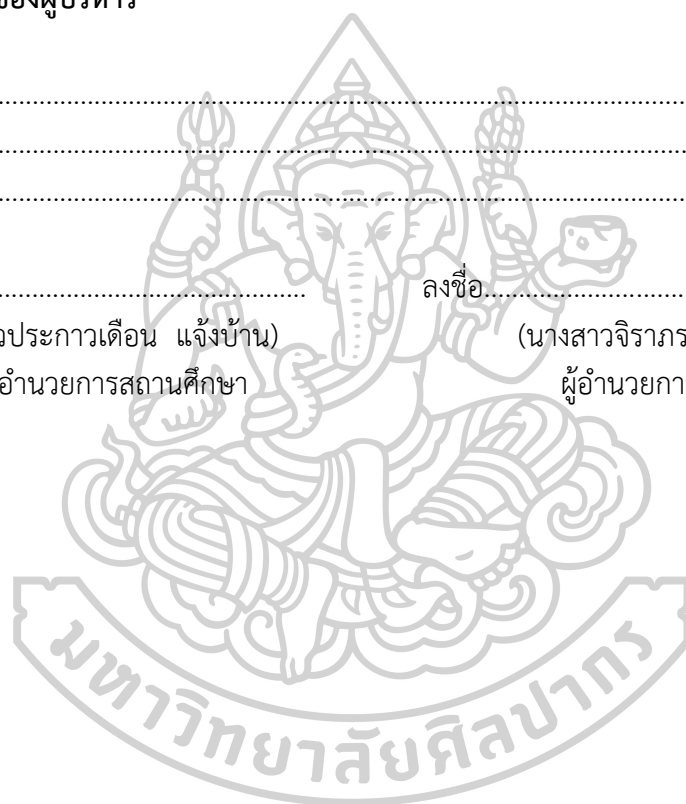 ของผู้บริหาร
................................................................................
................................................................................
................................................................................
........................................ ลงชื่อ..............................
วประกาวเดือน แจ้งบ้าน) (นางสาวจิราภร
อำนวยการสถานศึกษา ผู้อำนวยกา
มหาวิทยาลัยศิลปากร